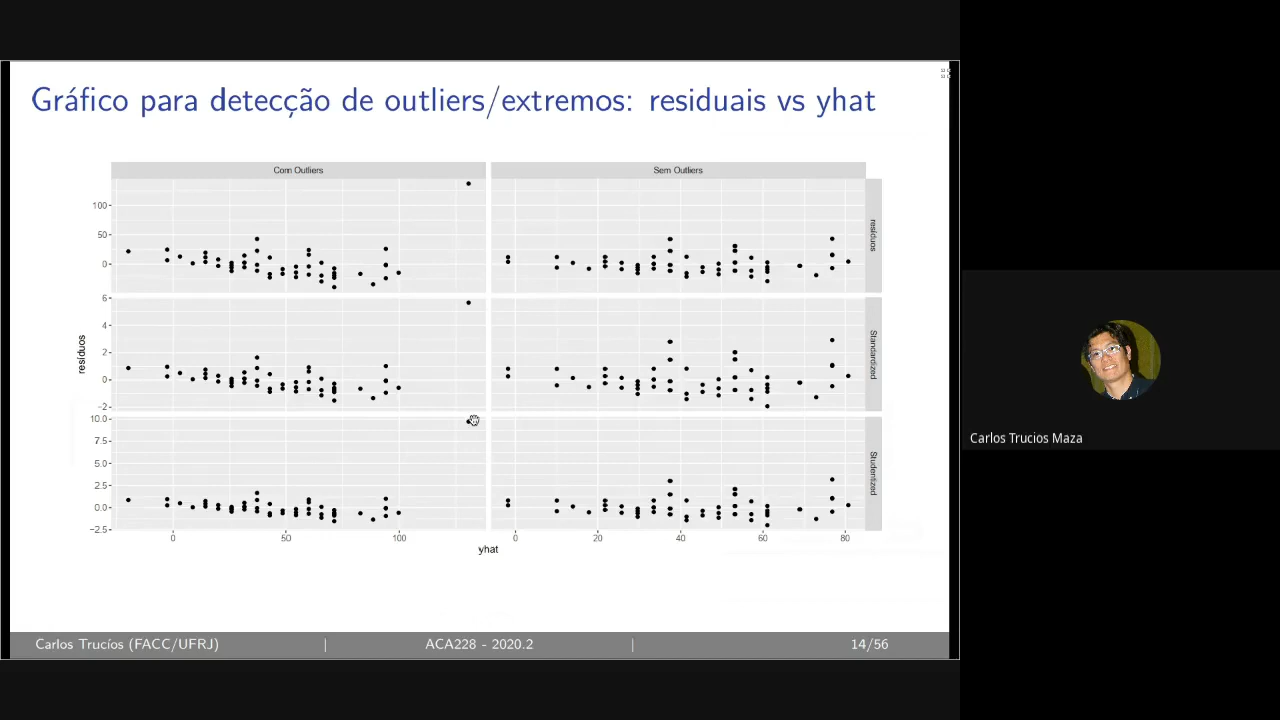 Gráfico para detecção de outliers/extremos: residuais vs yhat
Com Outliers
Sem Outliers
100
50
0
resíduos
6
4
2
0
-2
Standardized
resíduos
10.0
7.5
5.0
2.5
0.0
-2.5
Studentized
0
50
100
0
20
40
60
80
yhat
Carlos Trucios Maza
Carlos Trucíos (FACC/UFRJ)
|
ACA228 - 2020.2
|
14/56